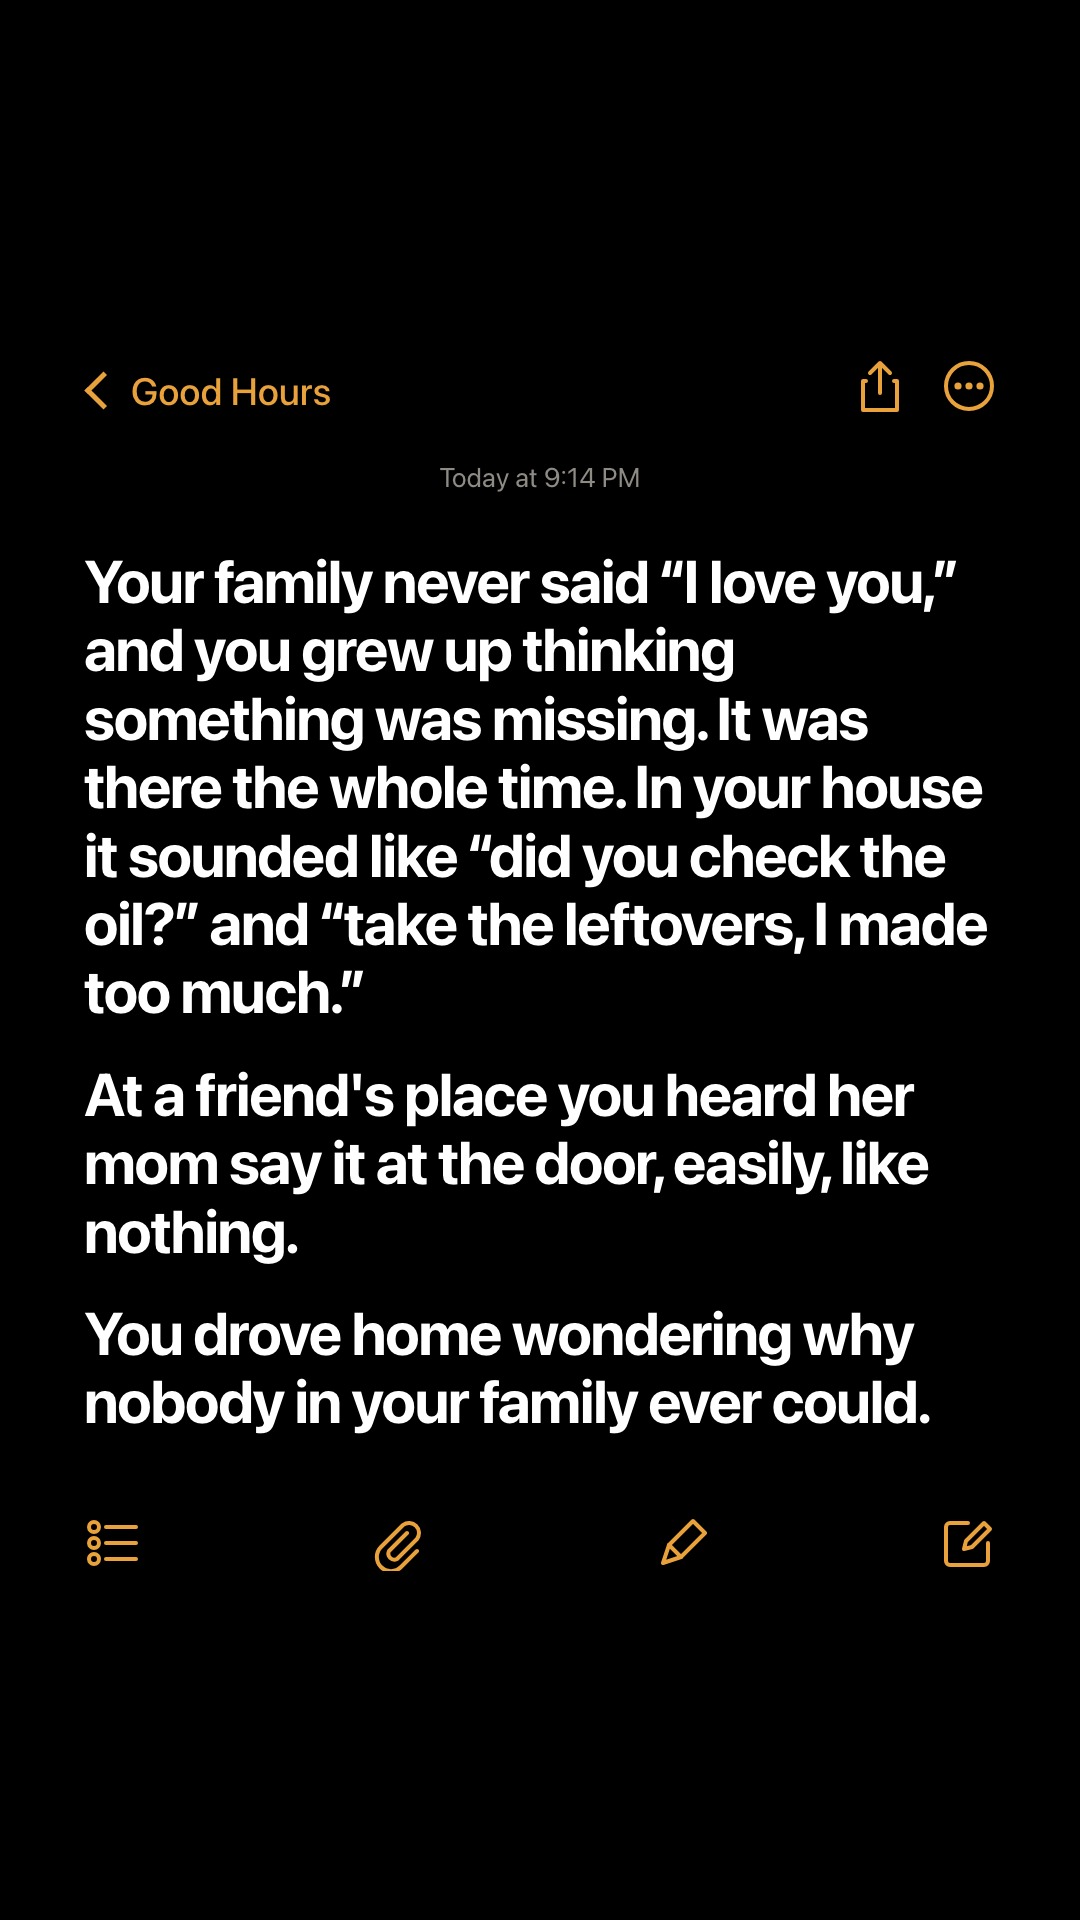 Good Hours
Today at 9:14 PM
Your family never said “I love you,”
and you grew up thinking
something was missing. It was
there the whole time. In your house
it sounded like “did you check the
oil?” and “take the leftovers, I made
too much.”
At a friend's place you heard her
mom say it at the door, easily, like
nothing.
You drove home wondering why
nobody in your family ever could.